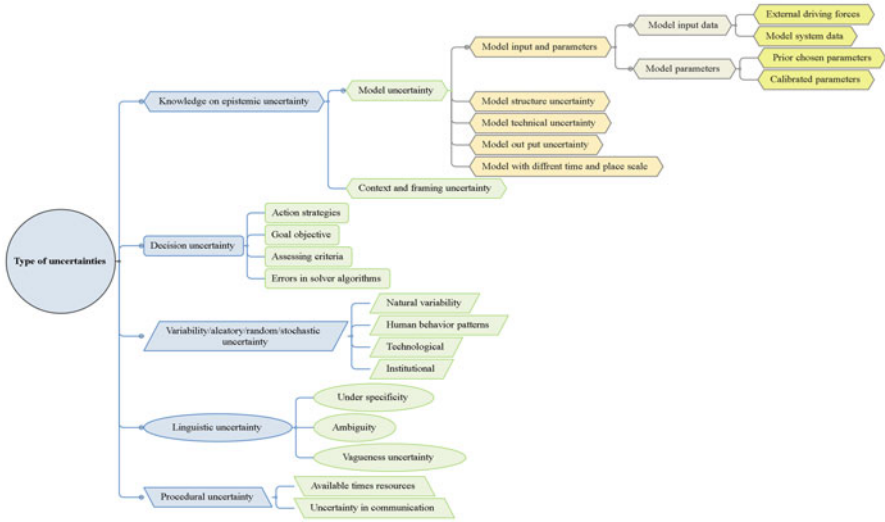 Type of uncertainties
Knowledge on epistemic uncertainty
Model uncertainty
Model input and parameters
Model input data
External driving forces
Model system data
Model parameters
Prior chosen parameters
Calibrated parameters
Model structure uncertainty
Model technical uncertainty
Model out put uncertainty
Model with diffrent time and place scale
Context and framing uncertainty
Decision uncertainty
Action strategies
Goal objective
Assessing criteria
Errors in solver algorithms
Variability/aleatory/random/stochastic
uncertainty
Natural variability
Human behavior patterns
Technological
Institutional
Linguistic uncertainty
Under specificity
Ambiguity
Vagueness uncertainty
Procedural uncertainty
Available times resources
Uncertainty in communication